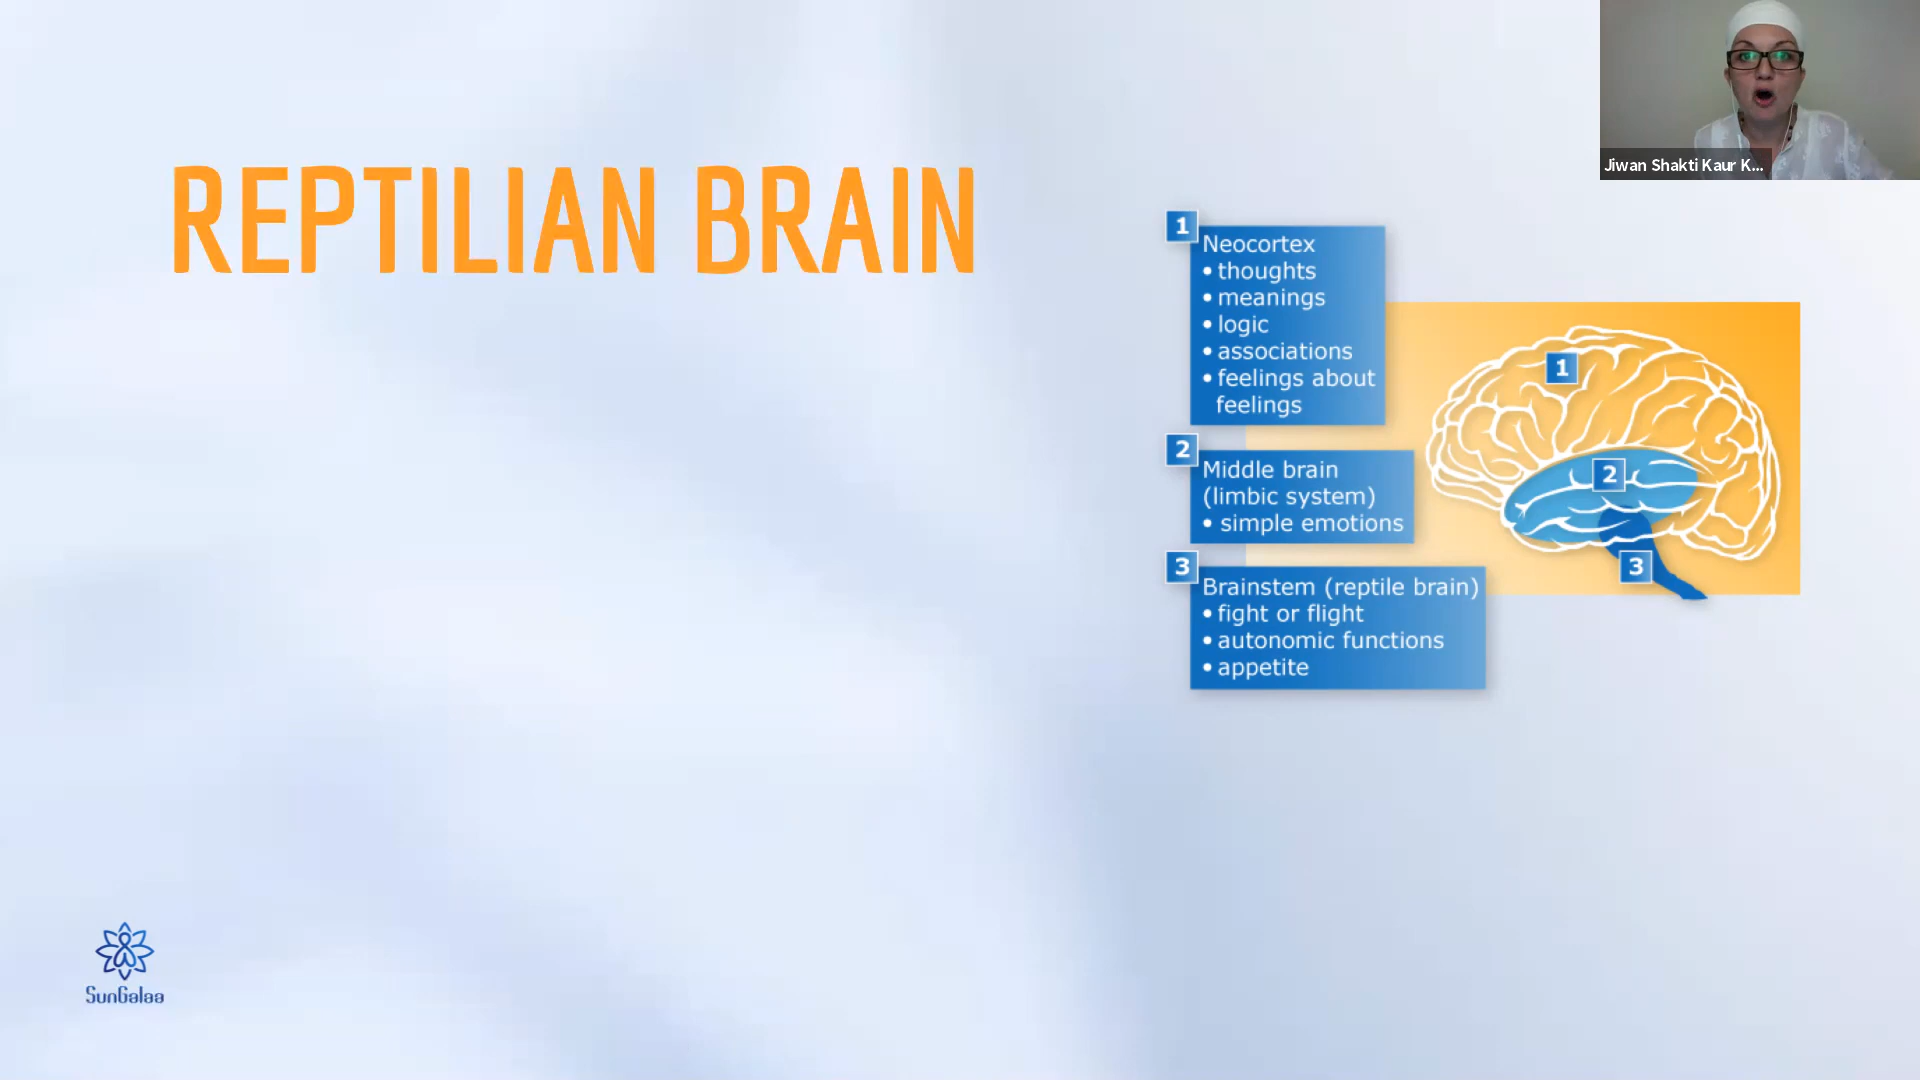 Jiwan Shakti Kaur K...
REPTILIAN BRAIN
1
Neocortex
• thoughts
• meanings
• logic
• associations
• feelings about
feelings
2
Middle brain
(limbic system)
• simple emotions
3
Brainstem (reptile brain)
• fight or flight
• autonomic functions
• appetite
1
2
3
SunGalaa